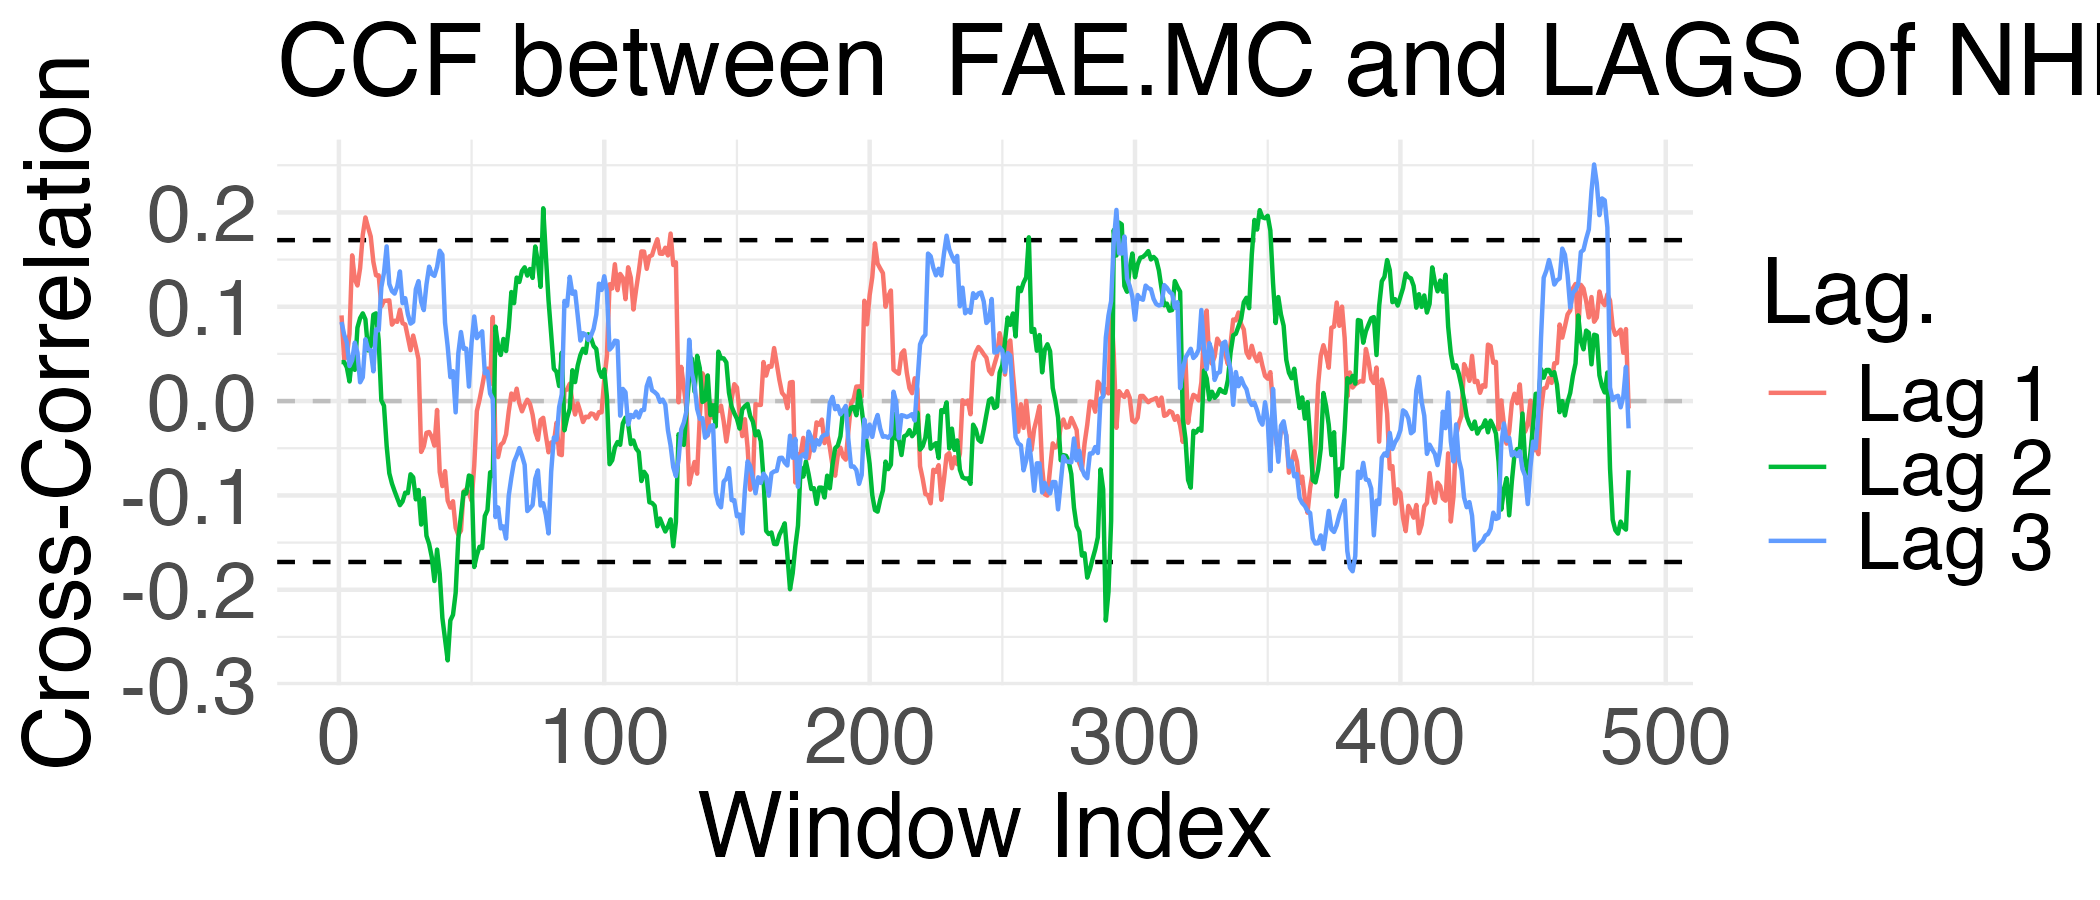 CCF between  FAE.MC and LAGS of NH
Cross-Correlation
0.2
0.1
0.0
-0.1
-0.2
-0.3
0 100 200 300 400 500
Window Index
Lag.
Lag 1
Lag 2
Lag 3